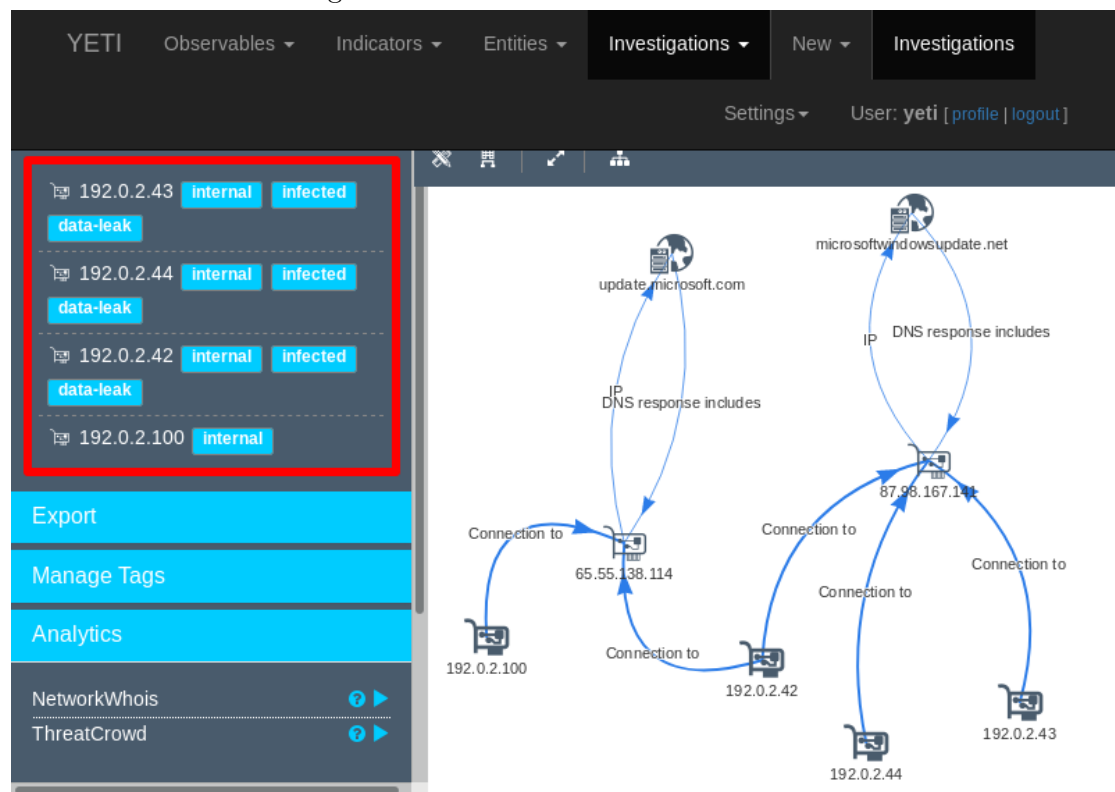 YETI Observables Indicators Entities Investigations New Investigations
Settings User: yeti [ profile | logout ]
192.0.2.43 internal infected
data-leak
192.0.2.44 internal infected
data-leak
192.0.2.42 internal infected
data-leak
192.0.2.100 internal
Export
Manage Tags
Analytics
NetworkWhois
ThreatCrowd
microsoftwindowsupdate.net
update.microsoft.com
IP
DNS response includes
IP
DNS response includes
87.98.167.141
Connection to
Connection to
65.55.138.114
Connection to
Connection to
Connection to
192.0.2.100
192.0.2.42
192.0.2.43
192.0.2.44